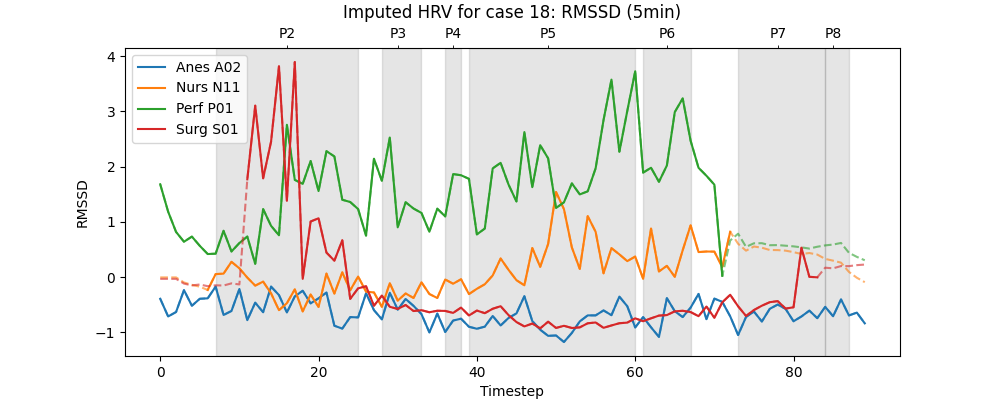 Imputed HRV for case 18: RMSSD (5min)
P2 P3 P4 P5 P6 P7 P8
Anes A02
Nurs N11
Perf P01
Surg S01
RMSSD
4
3
2
1
0
−1
0 20 40 60 80
Timestep